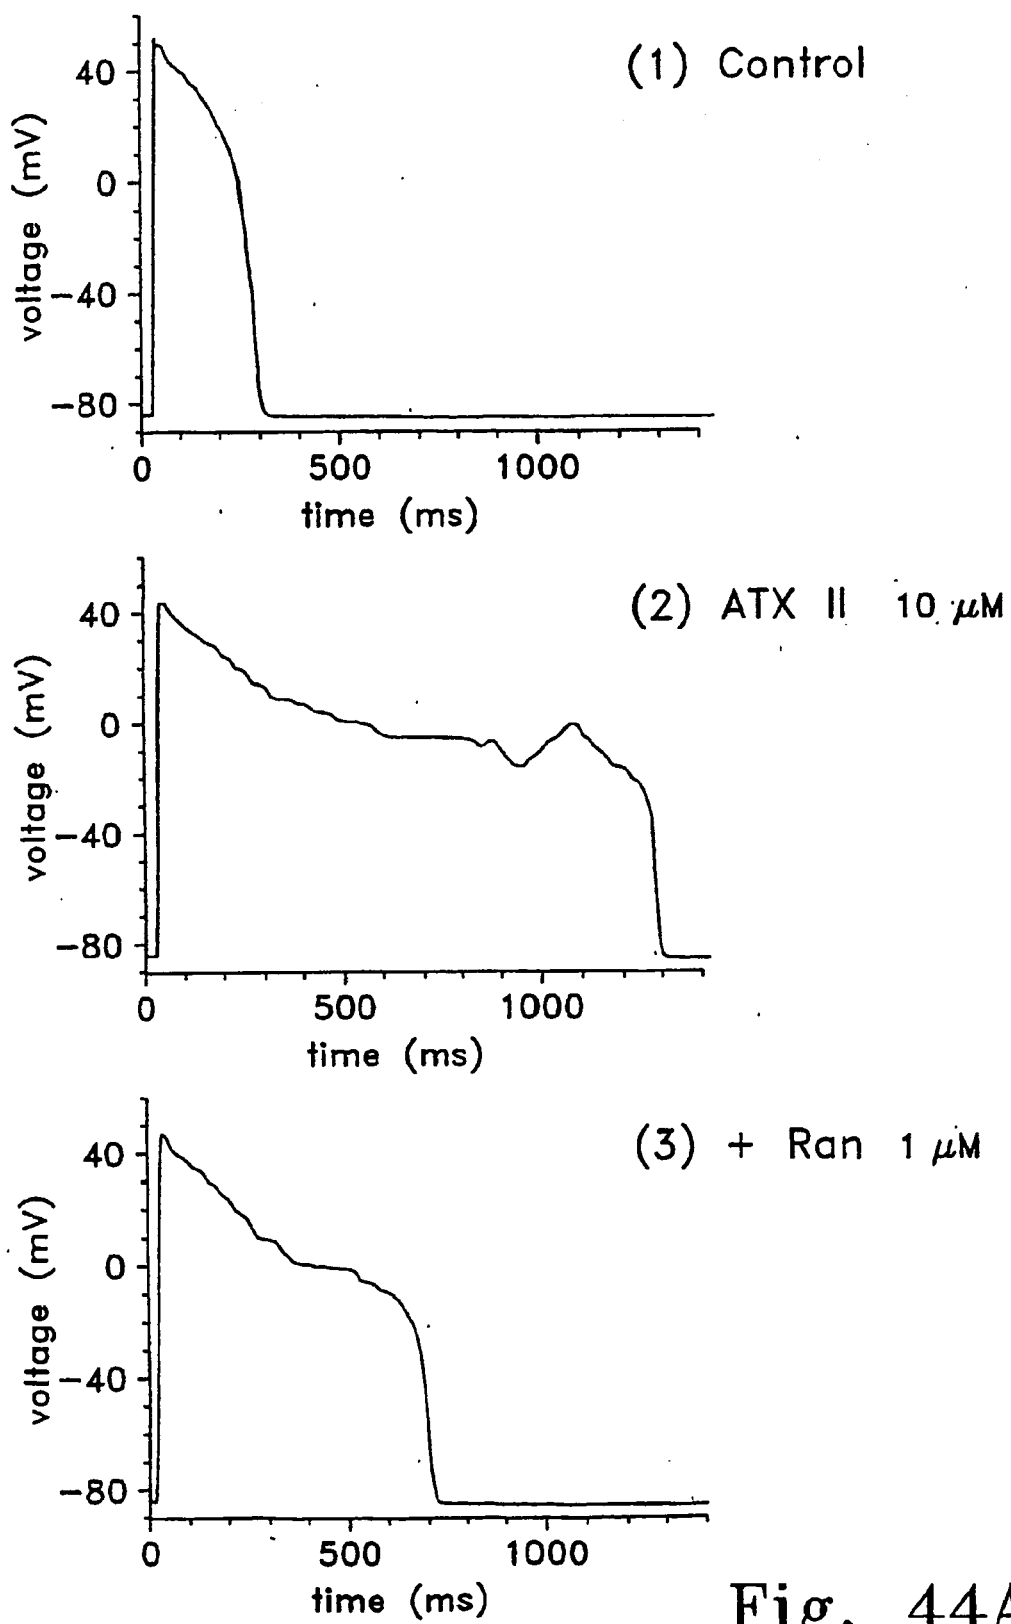 (1) Control
40
0
−40
−80
voltage (mV)
0 500 1000
time (ms)
(2) ATX II 10 μM
40
0
−40
−80
voltage (mV)
0 500 1000
time (ms)
(3) + Ran 1 μM
40
0
−40
−80
voltage (mV)
0 500 1000
time (ms)
Fig. 44A